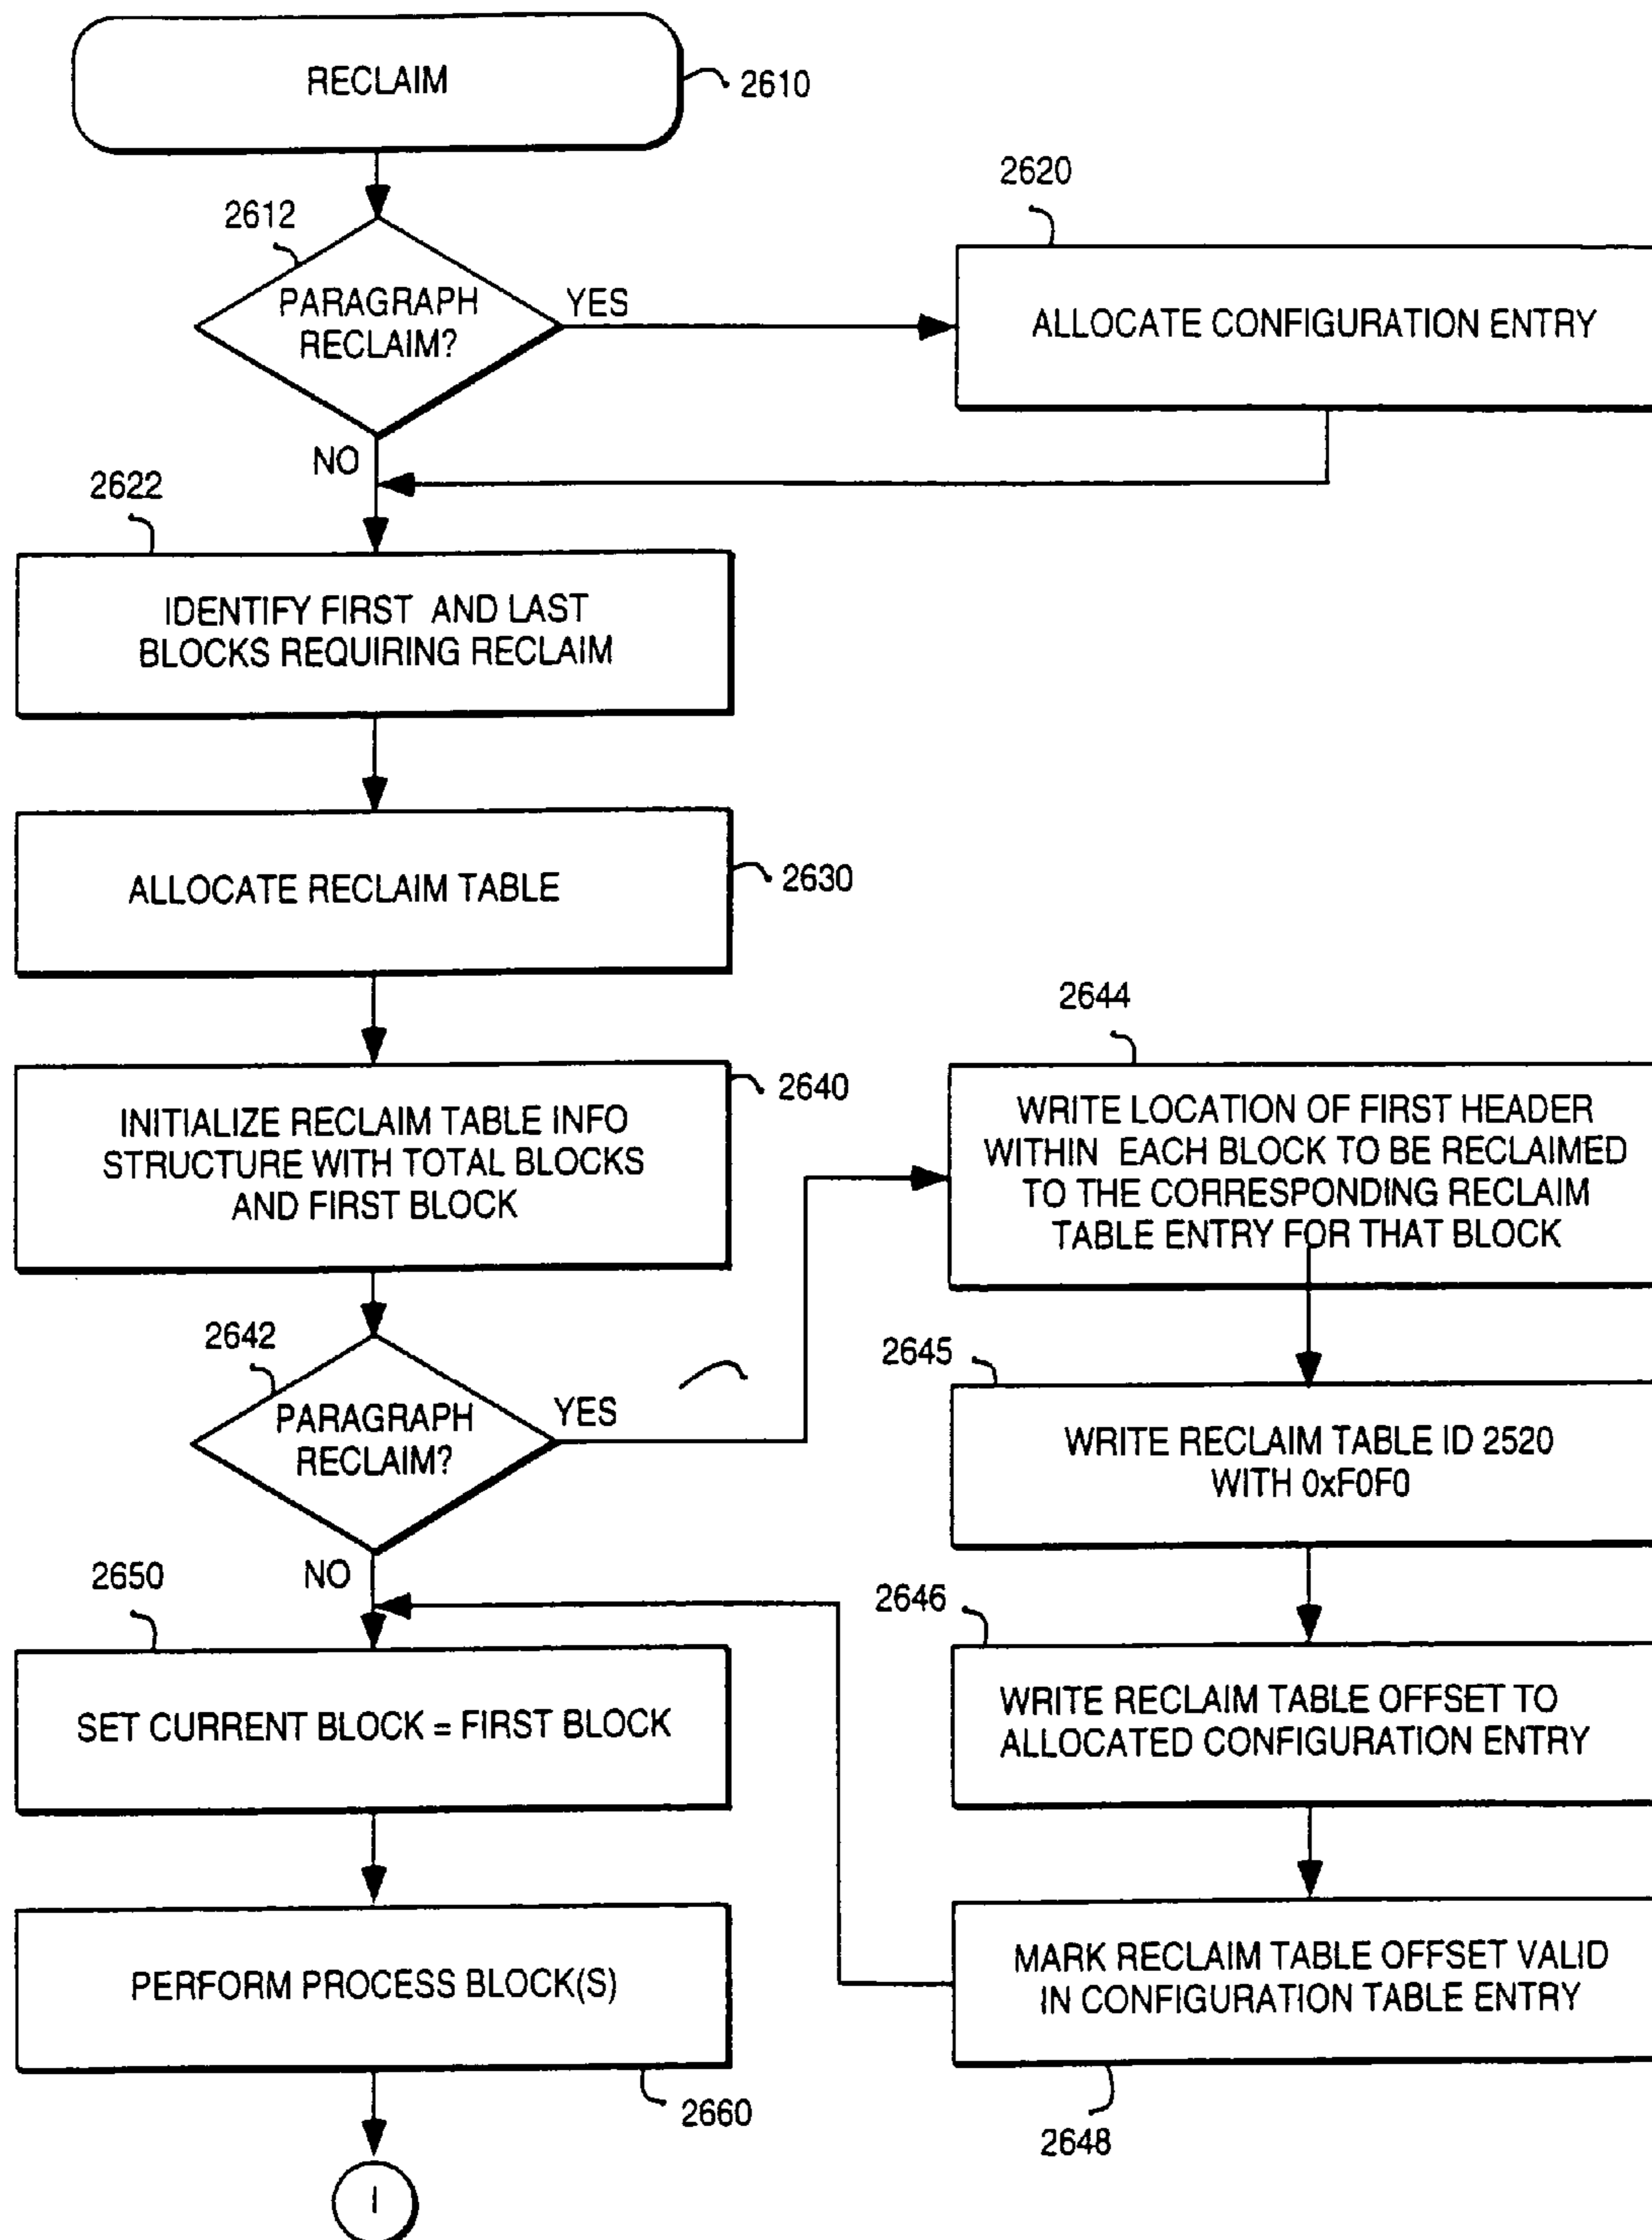 RECLAIM
2610
2612
PARAGRAPH
RECLAIM?
YES
NO
2620
ALLOCATE CONFIGURATION ENTRY
2622
IDENTIFY FIRST AND LAST
BLOCKS REQUIRING RECLAIM
ALLOCATE RECLAIM TABLE
2630
INITIALIZE RECLAIM TABLE INFO
STRUCTURE WITH TOTAL BLOCKS
AND FIRST BLOCK
2640
2642
PARAGRAPH
RECLAIM?
YES
NO
2644
WRITE LOCATION OF FIRST HEADER
WITHIN EACH BLOCK TO BE RECLAIMED
TO THE CORRESPONDING RECLAIM
TABLE ENTRY FOR THAT BLOCK
2645
WRITE RECLAIM TABLE ID 2520
WITH 0xF0F0
2646
WRITE RECLAIM TABLE OFFSET TO
ALLOCATED CONFIGURATION ENTRY
MARK RECLAIM TABLE OFFSET VALID
IN CONFIGURATION TABLE ENTRY
2648
2650
SET CURRENT BLOCK = FIRST BLOCK
PERFORM PROCESS BLOCK(S)
2660
I